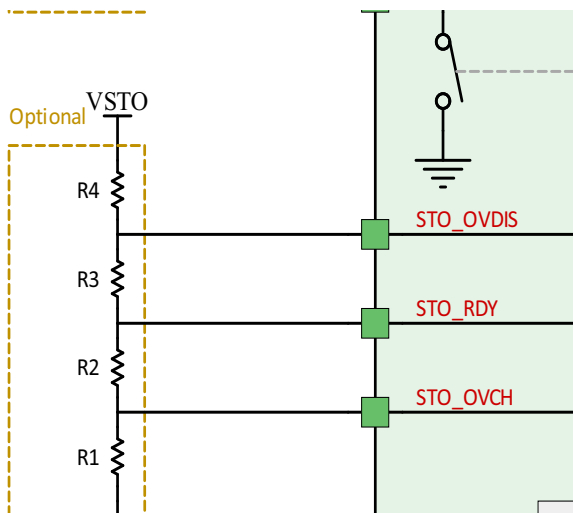 VSTO
Optional
R4
STO_OVDIS
R3
STO_RDY
R2
STO_OVCH
R1